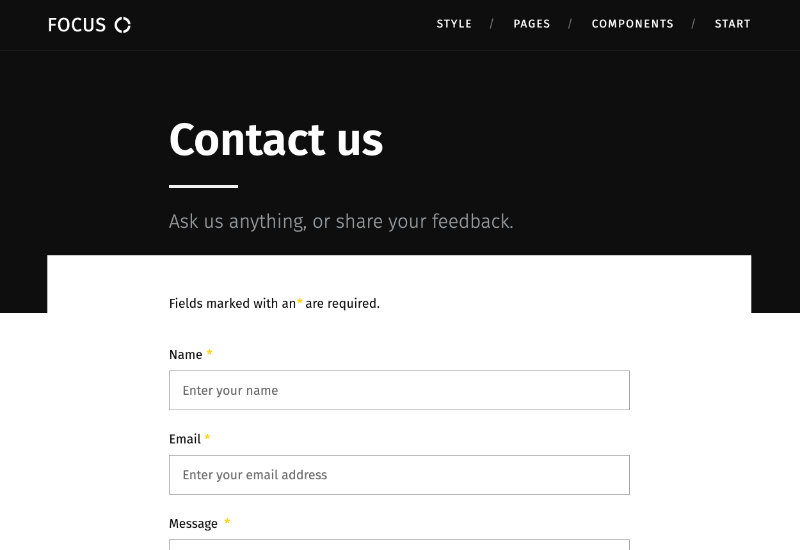 FOCUS
STYLE / PAGES / COMPONENTS / START
Contact us
Ask us anything, or share your feedback.
Fields marked with an* are required.
Name *
Enter your name
Email *
Enter your email address
Message *